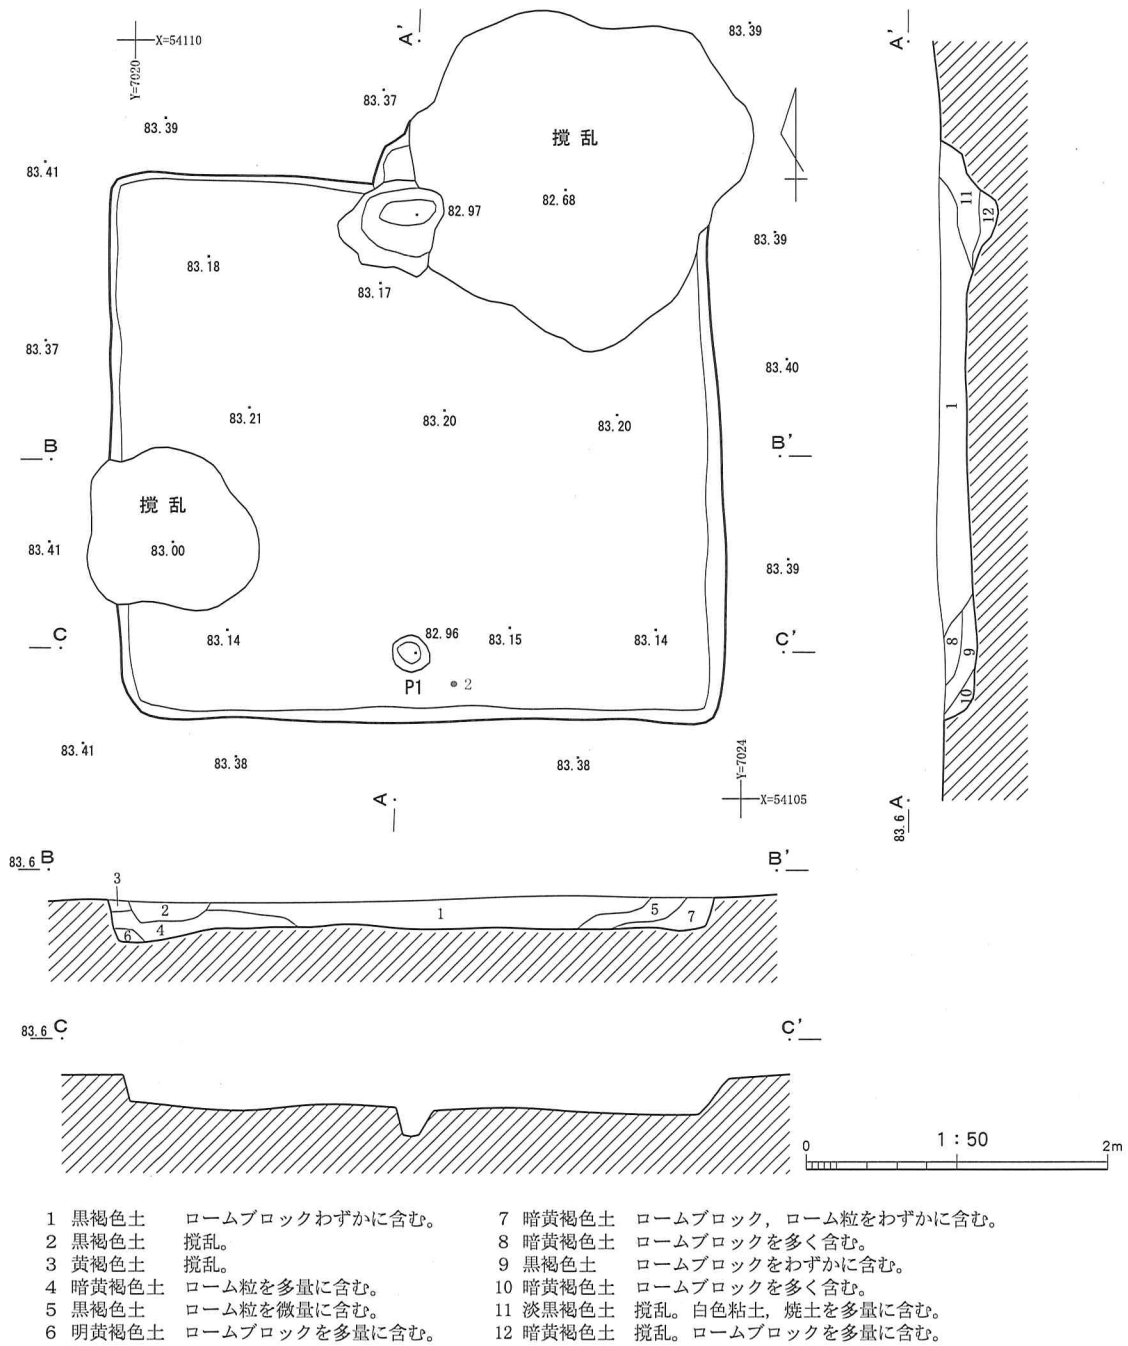 X=54110
Y=7020
A'
83.39
A'
83.37
83.39
撹乱
83.41
82.97
82.68
83.39
11
12
83.18
83.17
83.37
83.40
83.21
83.20
83.20
1
B
B'
撹乱
83.41
83.00
83.39
C
83.14
82.96
83.15
83.14
C'
8
9
P1
2
10
83.41
83.38
83.38
Y=7024
A
X=54105
A
83.6
83.6 B
B'
3
2
1
5
7
4
6
83.6 C
C'
1:50
0
2m
1 黒褐色土 ロームブロックわずかに含む。
2 黒褐色土 撹乱。
3 黄褐色土 撹乱。
4 暗黄褐色土 ローム粒を多量に含む。
5 黒褐色土 ローム粒を微量に含む。
6 明黄褐色土 ロームブロックを多量に含む。
7 暗黄褐色土 ロームブロック，ローム粒をわずかに含む。
8 暗黄褐色土 ロームブロックを多く含む。
9 黒褐色土 ロームブロックをわずかに含む。
10 暗黄褐色土 ロームブロックを多く含む。
11 淡黒褐色土 撹乱。白色粘土，焼土を多量に含む。
12 暗黄褐色土 撹乱。ロームブロックを多量に含む。